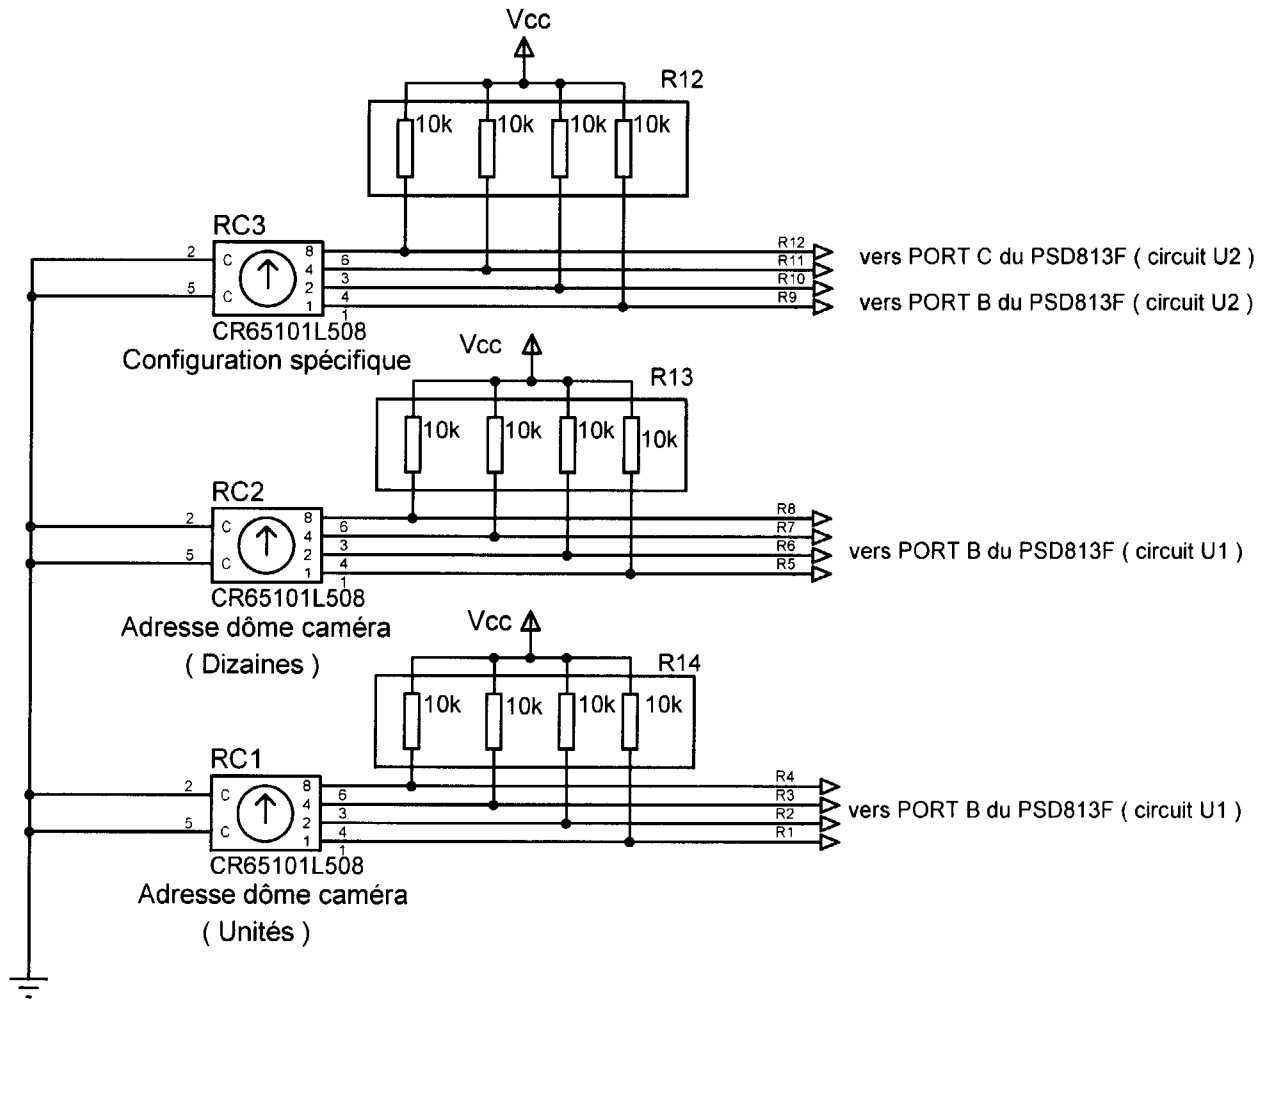 Vcc
R12
10k 10k 10k 10k
RC3
2 C 8 6 R12
4 3 R11
5 C 2 4 R10
1 1 R9
vers PORT C du PSD813F ( circuit U2 )
vers PORT B du PSD813F ( circuit U2 )
CR65101L508
Configuration spécifique
Vcc
R13
10k 10k 10k 10k
RC2
2 C 8 6 R8
4 3 R7
5 C 2 4 R6
1 1 R5
vers PORT B du PSD813F ( circuit U1 )
CR65101L508
Adresse dôme caméra
( Dizaines )
Vcc
R14
10k 10k 10k 10k
RC1
2 C 8 6 R4
4 3 R3
5 C 2 4 R2
1 1 R1
vers PORT B du PSD813F ( circuit U1 )
CR65101L508
Adresse dôme caméra
( Unités )